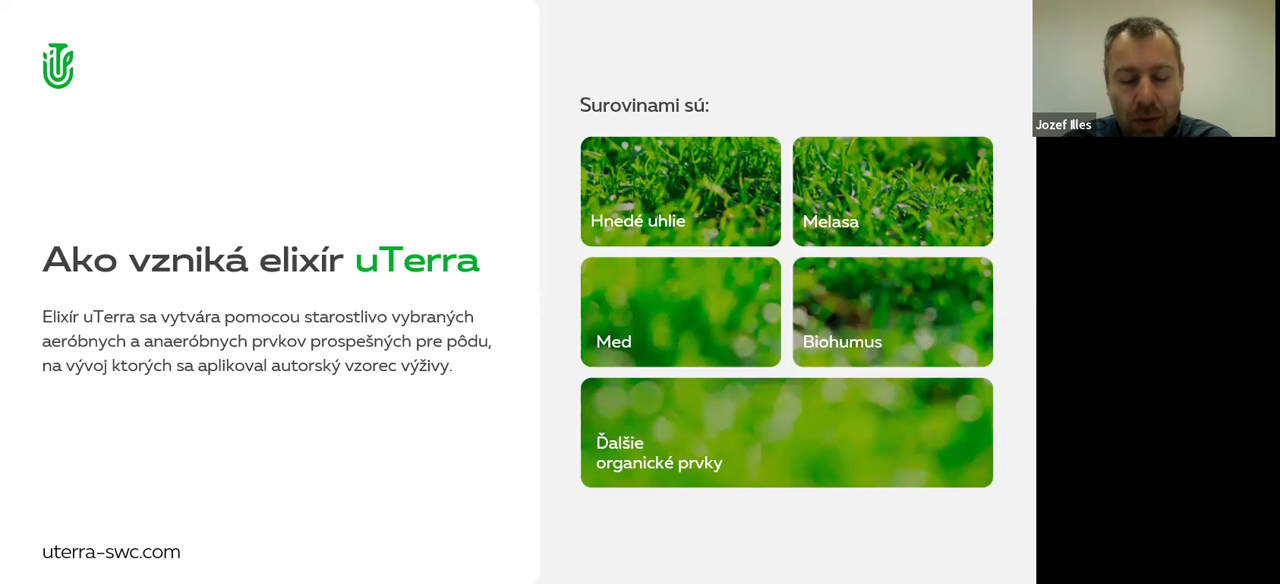 Ako vzniká elixír uTerra
Elixír uTerra sa vytvára pomocou starostlivo vybraných
aeróbnych a anaeróbnych prvkov prospešných pre pôdu,
na vývoj ktorých sa aplikoval autorský vzorec výživy.
uterra-swc.com
Surovinami sú:
Hnedé uhlie
Melasa
Med
Biohumus
Ďalšie
organické prvky
Jozef Illes